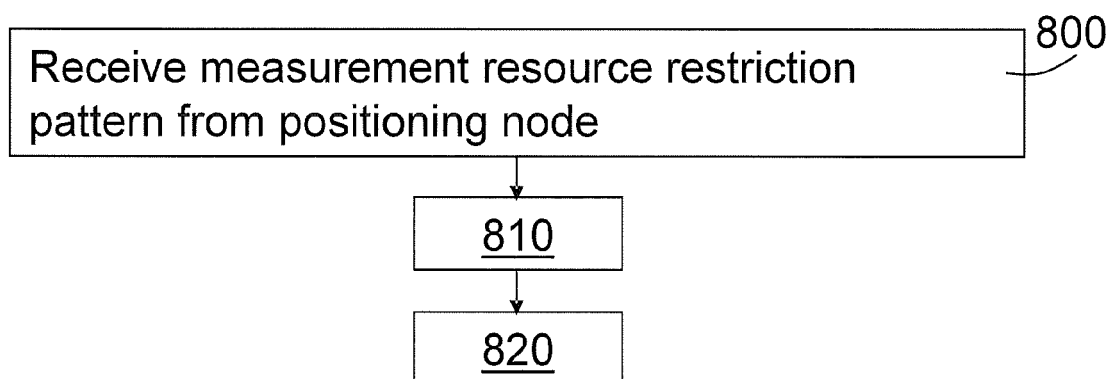 800
Receive measurement resource restriction
pattern from positioning node
810
820